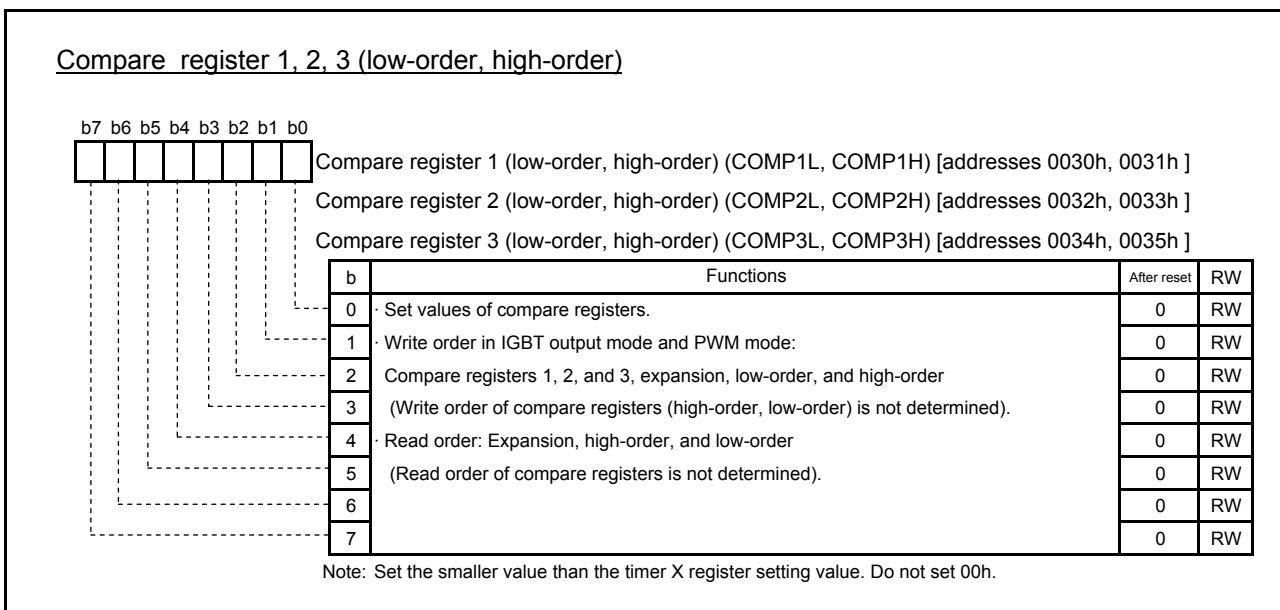 Compare register 1, 2, 3 (low-order, high-order)
b7 b6 b5 b4 b3 b2 b1 b0
Compare register 1 (low-order, high-order) (COMP1L, COMP1H) [addresses 0030h, 0031h ]
Compare register 2 (low-order, high-order) (COMP2L, COMP2H) [addresses 0032h, 0033h ]
Compare register 3 (low-order, high-order) (COMP3L, COMP3H) [addresses 0034h, 0035h ]
b Functions After reset RW
0 · Set values of compare registers. 0 RW
1 · Write order in IGBT output mode and PWM mode: 0 RW
2 Compare registers 1, 2, and 3, expansion, low-order, and high-order 0 RW
3 (Write order of compare registers (high-order, low-order) is not determined). 0 RW
4 · Read order: Expansion, high-order, and low-order 0 RW
5 (Read order of compare registers is not determined). 0 RW
6 0 RW
7 0 RW
Note: Set the smaller value than the timer X register setting value. Do not set 00h.